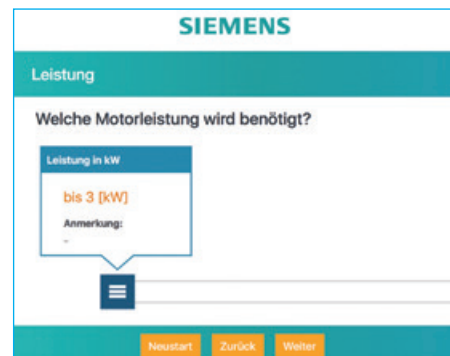 SIEMENS
Leistung
Welche Motorleistung wird benötigt?
Leistung in kW
bis 3 [kW]
Anmerkung:
-
Neustart Zurück Weiter